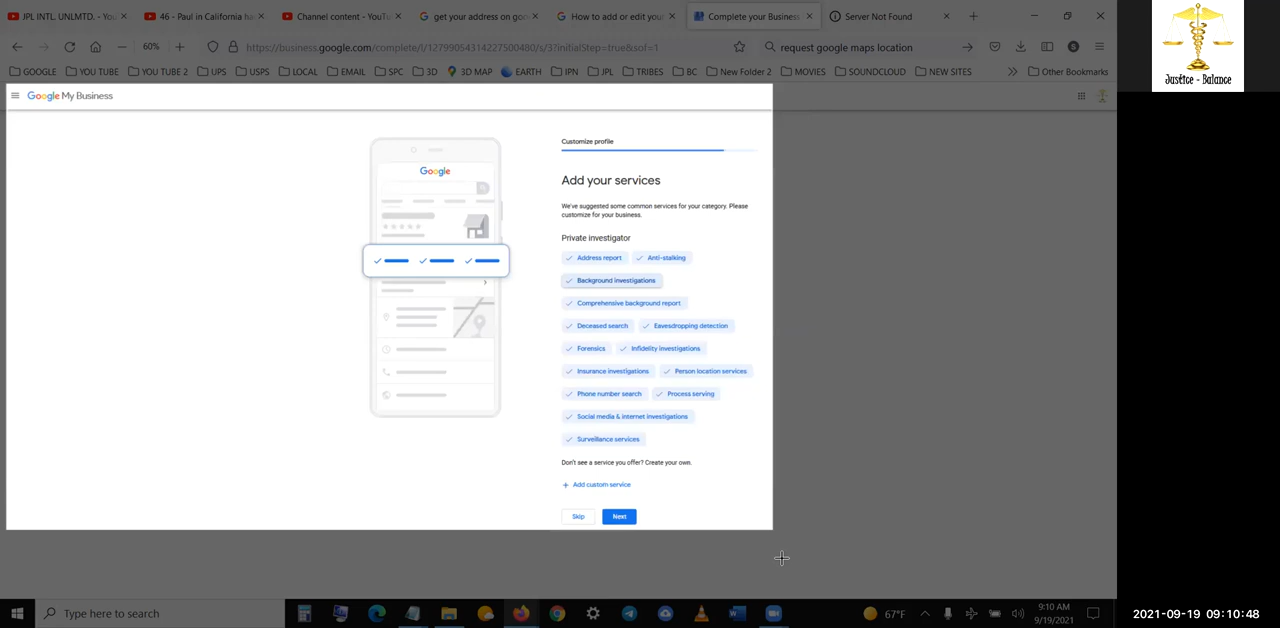 JPL INTL. UNLMTD. - Yo
46 - Paul in California ha
Channel content - YouTu
get your address on goo
How to add or edit your
Complete your Business
Server Not Found
60%
https://business.google.com/complete/l/12799054314227500480/s/3?initialStep=true&sof=1
request google maps location
GOOGLE YOU TUBE YOU TUBE 2 UPS USPS LOCAL EMAIL SPC 3D 3D MAP EARTH IPN JPL TRIBES BC New Folder 2 MOVIES SOUNDCLOUD NEW SITES Other Bookmarks
Justice - Balance
Google My Business
Customize profile
Google
Add your services
We've suggested some common services for your category. Please
customize for your business.
Private investigator
Address report Anti-stalking
Background investigations
Comprehensive background report
Deceased search Eavesdropping detection
Forensics Infidelity investigations
Insurance investigations Person location services
Phone number search Process serving
Social media & internet investigations
Surveillance services
Don't see a service you offer? Create your own.
+ Add custom service
Skip Next
Type here to search
67°F
9:10 AM
9/19/2021
2021-09-19 09:10:48